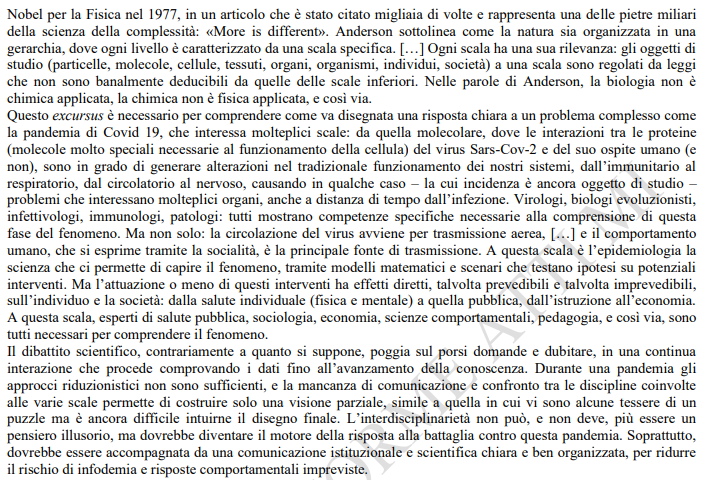 Nobel per la Fisica nel 1977, in un articolo che è stato citato migliaia di volte e rappresenta una delle pietre miliari
della scienza della complessità: «More is different». Anderson sottolinea come la natura sia organizzata in una
gerarchia, dove ogni livello è caratterizzato da una scala specifica. […] Ogni scala ha una sua rilevanza: gli oggetti di
studio (particelle, molecole, cellule, tessuti, organi, organismi, individui, società) a una scala sono regolati da leggi
che non sono banalmente deducibili da quelle delle scale inferiori. Nelle parole di Anderson, la biologia non è
chimica applicata, la chimica non è fisica applicata, e così via.
Questo excursus è necessario per comprendere come va disegnata una risposta chiara a un problema complesso come
la pandemia di Covid 19, che interessa molteplici scale: da quella molecolare, dove le interazioni tra le proteine
(molecole molto speciali necessarie al funzionamento della cellula) del virus Sars-Cov-2 e del suo ospite umano (e
non), sono in grado di generare alterazioni nel tradizionale funzionamento dei nostri sistemi, dall’immunitario al
respiratorio, dal circolatorio al nervoso, causando in qualche caso – la cui incidenza è ancora oggetto di studio –
problemi che interessano molteplici organi, anche a distanza di tempo dall’infezione. Virologi, biologi evoluzionisti,
infettivologi, immunologi, patologi: tutti mostrano competenze specifiche necessarie alla comprensione di questa
fase del fenomeno. Ma non solo: la circolazione del virus avviene per trasmissione aerea, […] e il comportamento
umano, che si esprime tramite la socialità, è la principale fonte di trasmissione. A questa scala è l’epidemiologia la
scienza che ci permette di capire il fenomeno, tramite modelli matematici e scenari che testano ipotesi su potenziali
interventi. Ma l’attuazione o meno di questi interventi ha effetti diretti, talvolta prevedibili e talvolta imprevedibili,
sull’individuo e la società: dalla salute individuale (fisica e mentale) a quella pubblica, dall’istruzione all’economia.
A questa scala, esperti di salute pubblica, sociologia, economia, scienze comportamentali, pedagogia, e così via, sono
tutti necessari per comprendere il fenomeno.
Il dibattito scientifico, contrariamente a quanto si suppone, poggia sul porsi domande e dubitare, in una continua
interazione che procede comprovando i dati fino all’avanzamento della conoscenza. Durante una pandemia gli
approcci riduzionistici non sono sufficienti, e la mancanza di comunicazione e confronto tra le discipline coinvolte
alle varie scale permette di costruire solo una visione parziale, simile a quella in cui vi sono alcune tessere di un
puzzle ma è ancora difficile intuirne il disegno finale. L’interdisciplinarietà non può, e non deve, più essere un
pensiero illusorio, ma dovrebbe diventare il motore della risposta alla battaglia contro questa pandemia. Soprattutto,
dovrebbe essere accompagnata da una comunicazione istituzionale e scientifica chiara e ben organizzata, per ridurre
il rischio di infodemia e risposte comportamentali impreviste.